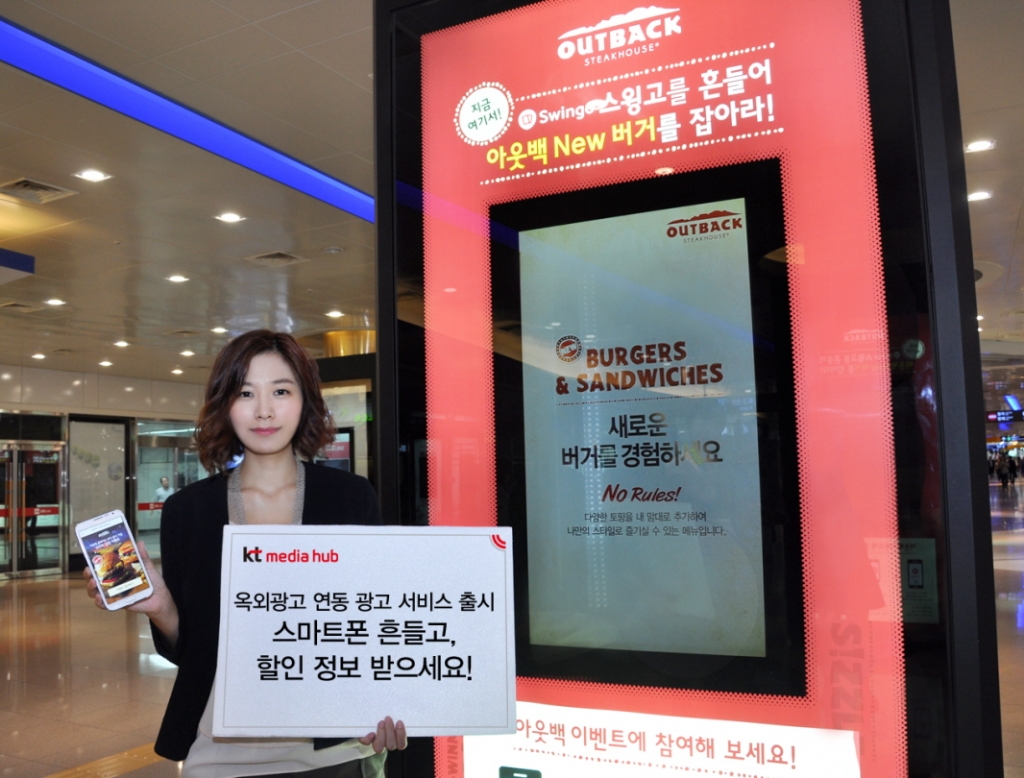 OUTBACK
STEAKHOUSE
지금
여기서!
Swingo 스윙고를 흔들어
아웃백 New 버거를 잡아라!
OUTBACK
STEAKHOUSE
BURGERS
& SANDWICHES
새로운
버거를 경험하세요
No Rules!
다양한 토핑을 내 맘대로 추가하여
나만의 스타일로 즐기실 수 있는 메뉴입니다.
kt media hub
옥외광고 연동 광고 서비스 출시
스마트폰 흔들고,
할인 정보 받으세요!
아웃백 이벤트에 참여해 보세요!